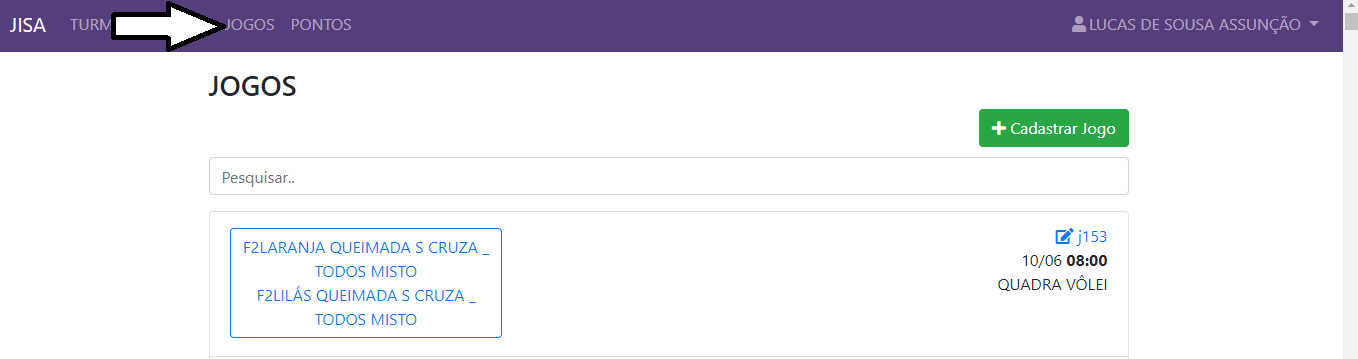 JISA TURM JOGOS PONTOS LUCAS DE SOUSA ASSUNÇÃO
JOGOS
Cadastrar Jogo
Pesquisar..
F2LARANJA QUEIMADA S CRUZA _
TODOS MISTO
F2LILÁS QUEIMADA S CRUZA _
TODOS MISTO
j153
10/06 08:00
QUADRA VÔLEI